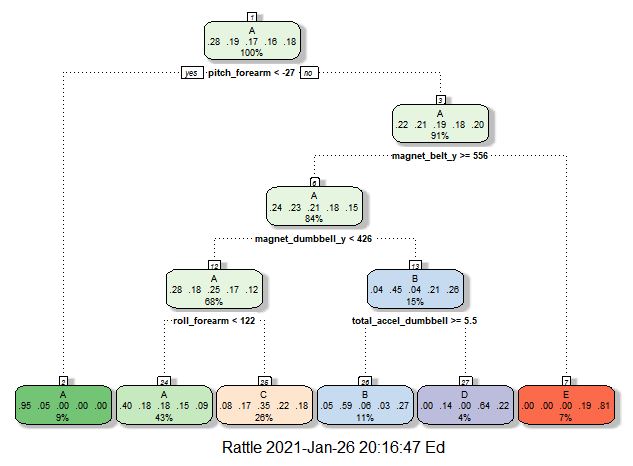 1
A
.28 .19 .17 .16 .18
100%
yes pitch_forearm < -27 no
3
A
.22 .21 .19 .18 .20
91%
magnet_belt_y >= 556
6
A
.24 .23 .21 .18 .15
84%
magnet_dumbbell_y < 426
12 13
A B
.28 .18 .25 .17 .12 .04 .45 .04 .21 .26
68% 15%
roll_forearm < 122 total_accel_dumbbell >= 5.5
2 24 25 26 27 7
A A C B D E
.95 .05 .00 .00 .00 .40 .18 .18 .15 .09 .08 .17 .35 .22 .18 .05 .59 .06 .03 .27 .00 .14 .00 .64 .22 .00 .00 .00 .19 .81
9% 43% 26% 11% 4% 7%
Rattle 2021-Jan-26 20:16:47 Ed